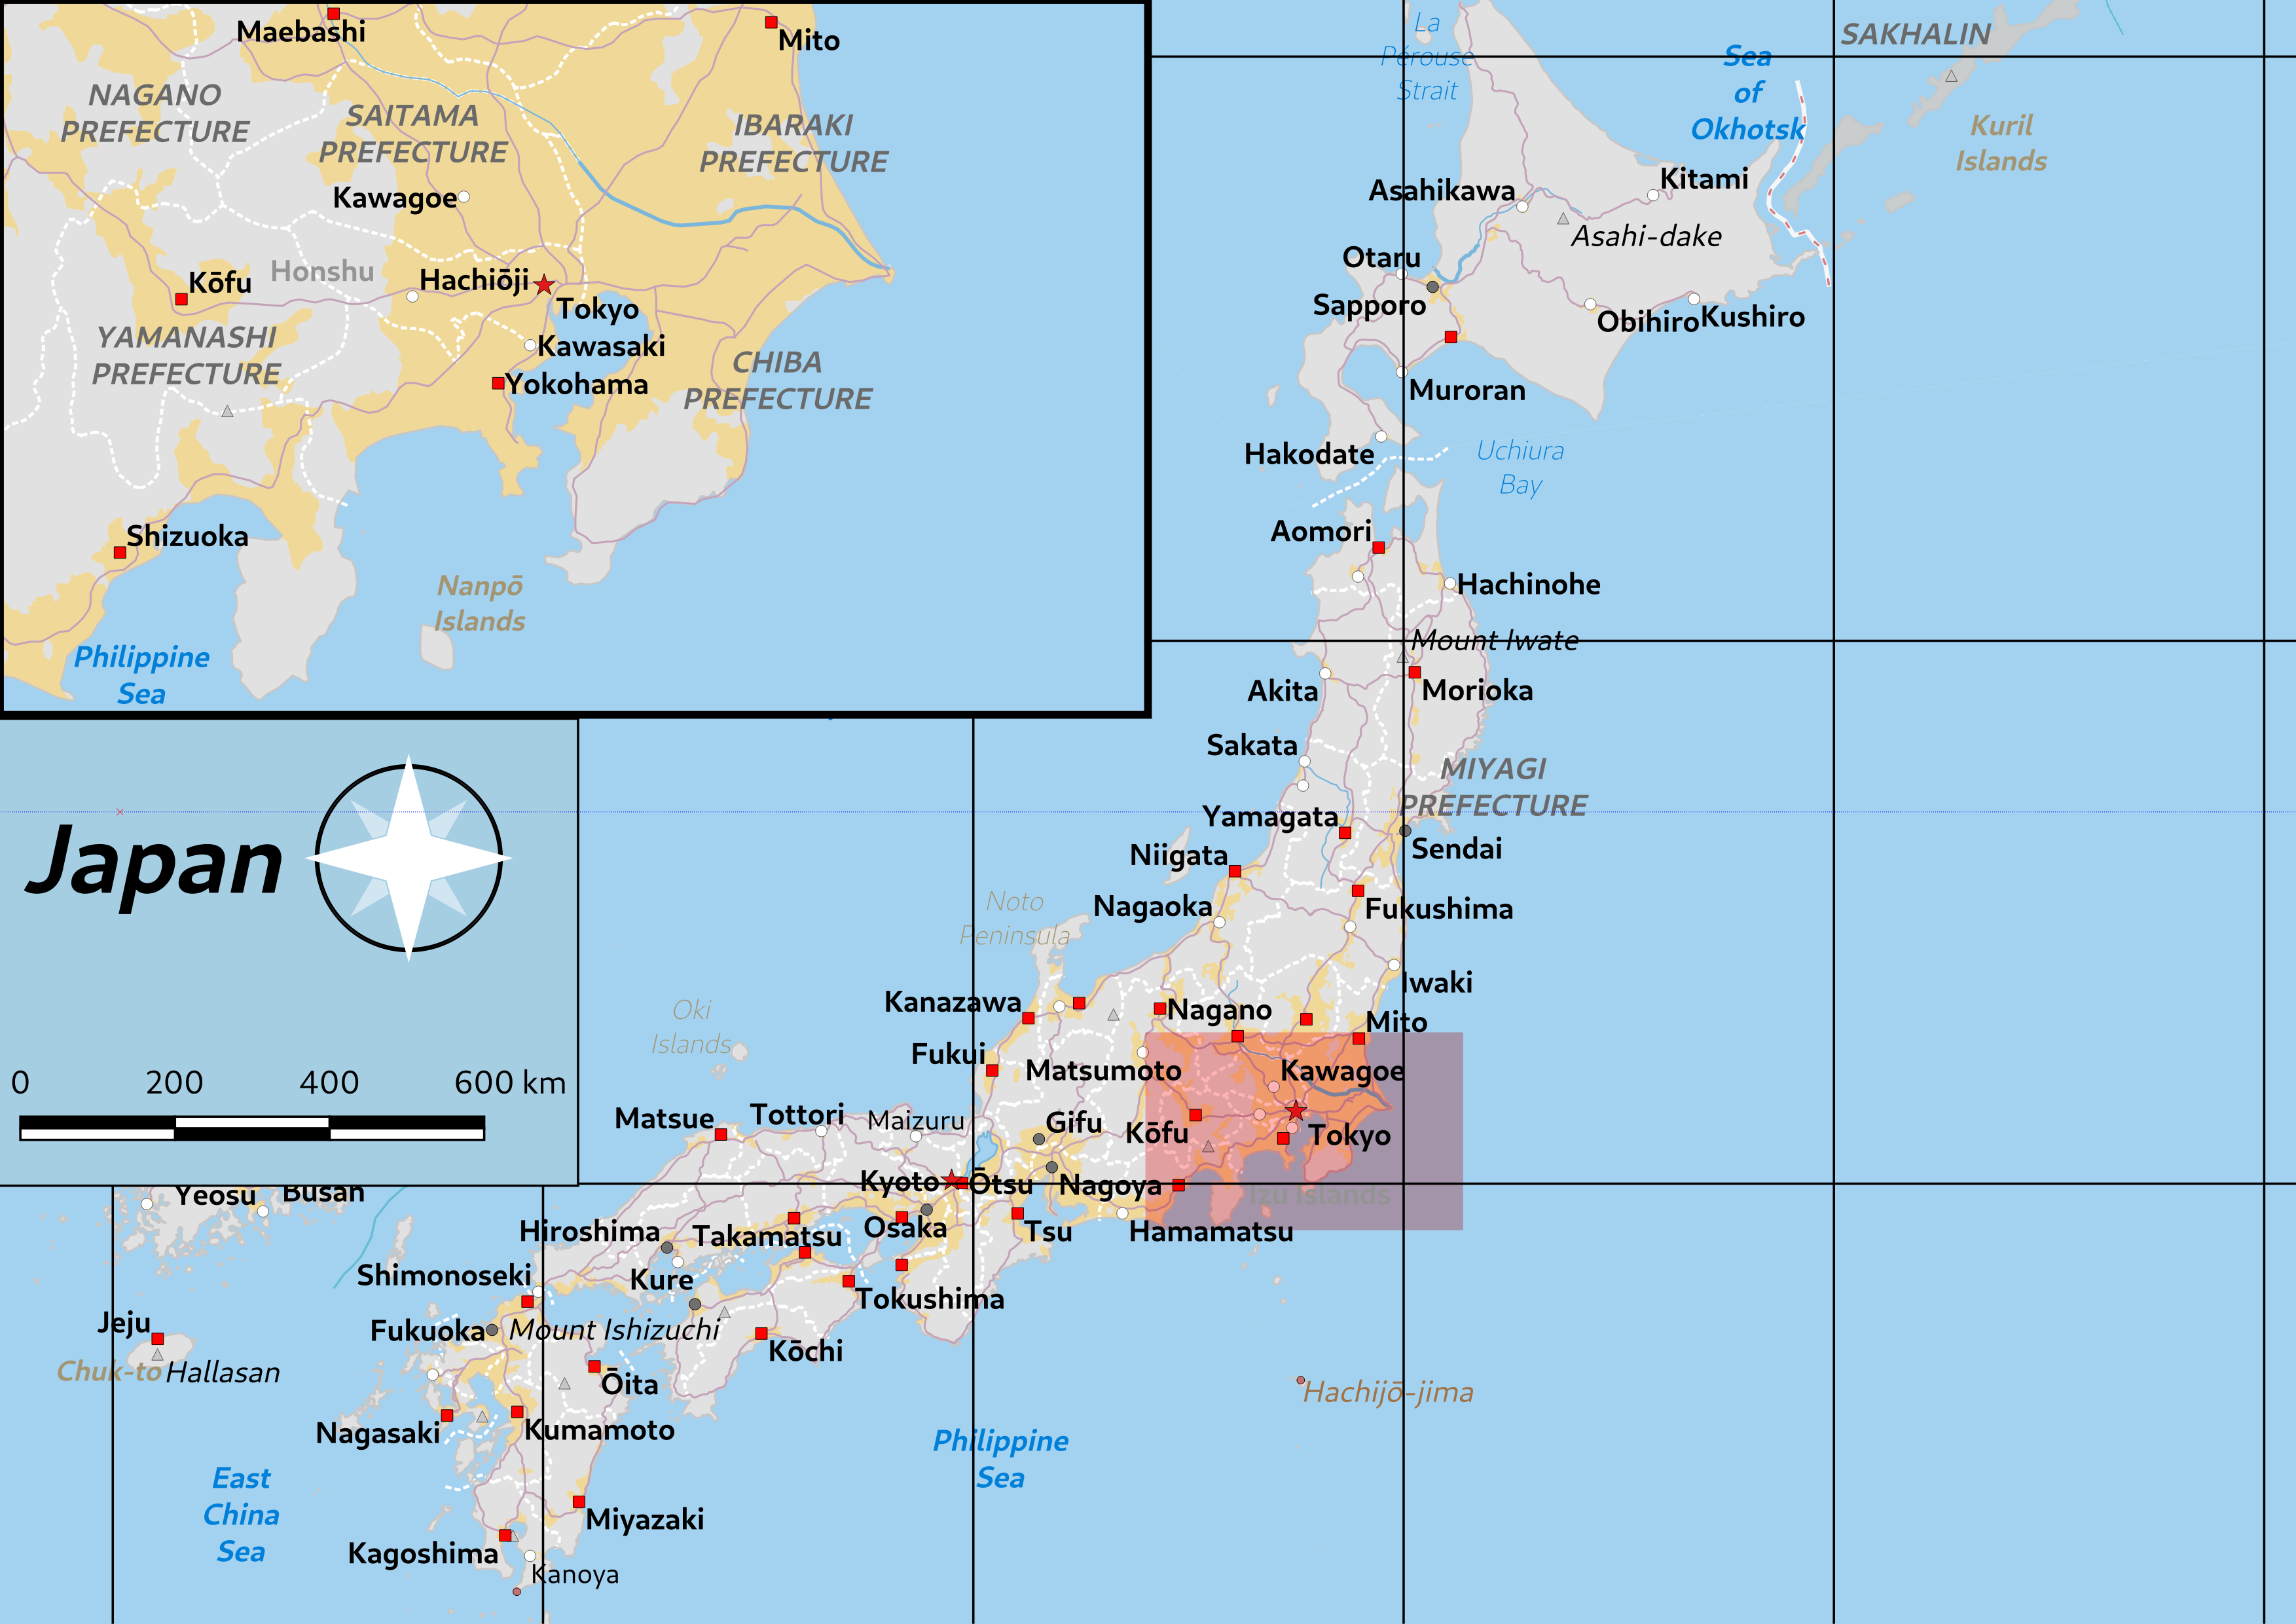 Maebashi
Mito
NAGANO
PREFECTURE
SAITAMA
PREFECTURE
IBARAKI
PREFECTURE
Kawagoe
Kōfu
Honshu
Hachiōji
Tokyo
YAMANASHI
PREFECTURE
Kawasaki
Yokohama
CHIBA
PREFECTURE
Shizuoka
Nanpō
Islands
Philippine
Sea
La
Pérouse
Strait
Sea
of
Okhotsk
SAKHALIN
Kuril
Islands
Asahikawa
Kitami
Asahi-dake
Otaru
Sapporo
Obihiro
Kushiro
Muroran
Hakodate
Uchiura
Bay
Aomori
Hachinohe
Mount Iwate
Akita
Morioka
Sakata
MIYAGI
PREFECTURE
Yamagata
Sendai
Niigata
Nagaoka
Fukushima
Noto
Peninsula
Iwaki
Kanazawa
Nagano
Mito
Oki
Islands
Fukui
Matsumoto
Kawagoe
Matsue
Tottori
Maizuru
Gifu
Kōfu
Tokyo
Kyoto
Ōtsu
Nagoya
Izu Islands
Hiroshima
Takamatsu
Osaka
Tsu
Hamamatsu
Japan
0
200
400
600 km
Yeosu
Busan
Shimonoseki
Kure
Tokushima
Jeju
Fukuoka
Mount Ishizuchi
Kōchi
Chuk-to
Hallasan
Ōita
Hachijō-jima
Nagasaki
Kumamoto
Philippine
Sea
East
China
Sea
Miyazaki
Kagoshima
Kanoya